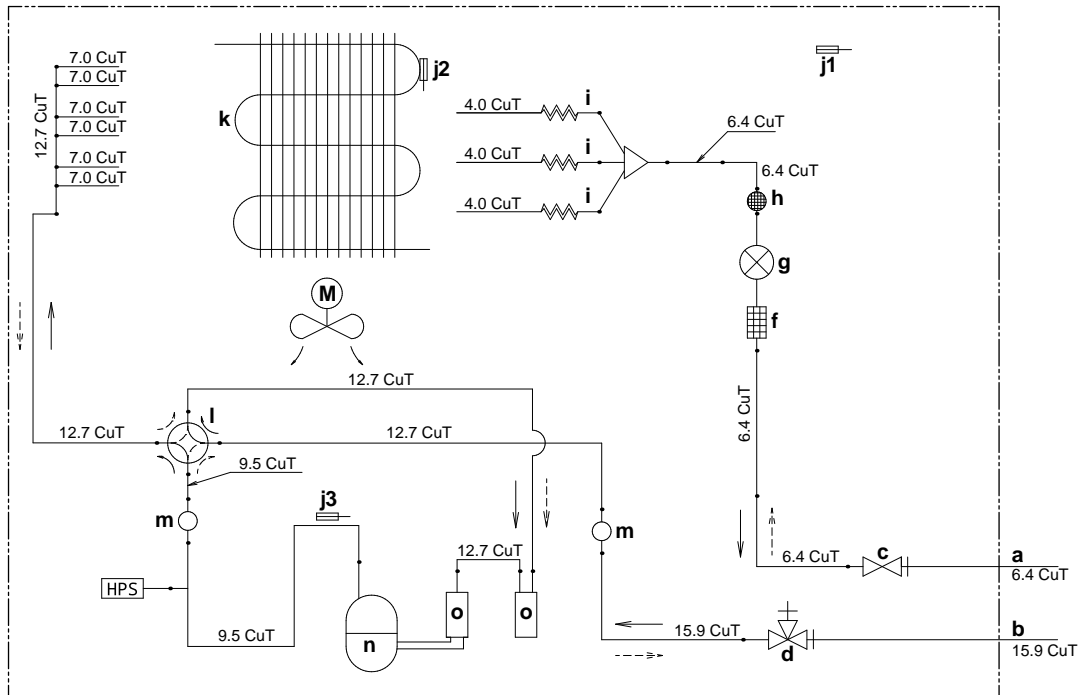 7.0 CuT
7.0 CuT
7.0 CuT
7.0 CuT
7.0 CuT
7.0 CuT
12.7 CuT
k
j2
j1
4.0 CuT
i
4.0 CuT
i
4.0 CuT
i
6.4 CuT
6.4 CuT
h
g
f
M
12.7 CuT
12.7 CuT
l
12.7 CuT
9.5 CuT
6.4 CuT
m
j3
m
12.7 CuT
HPS
o
o
n
9.5 CuT
6.4 CuT
c
a
6.4 CuT
15.9 CuT
d
b
15.9 CuT